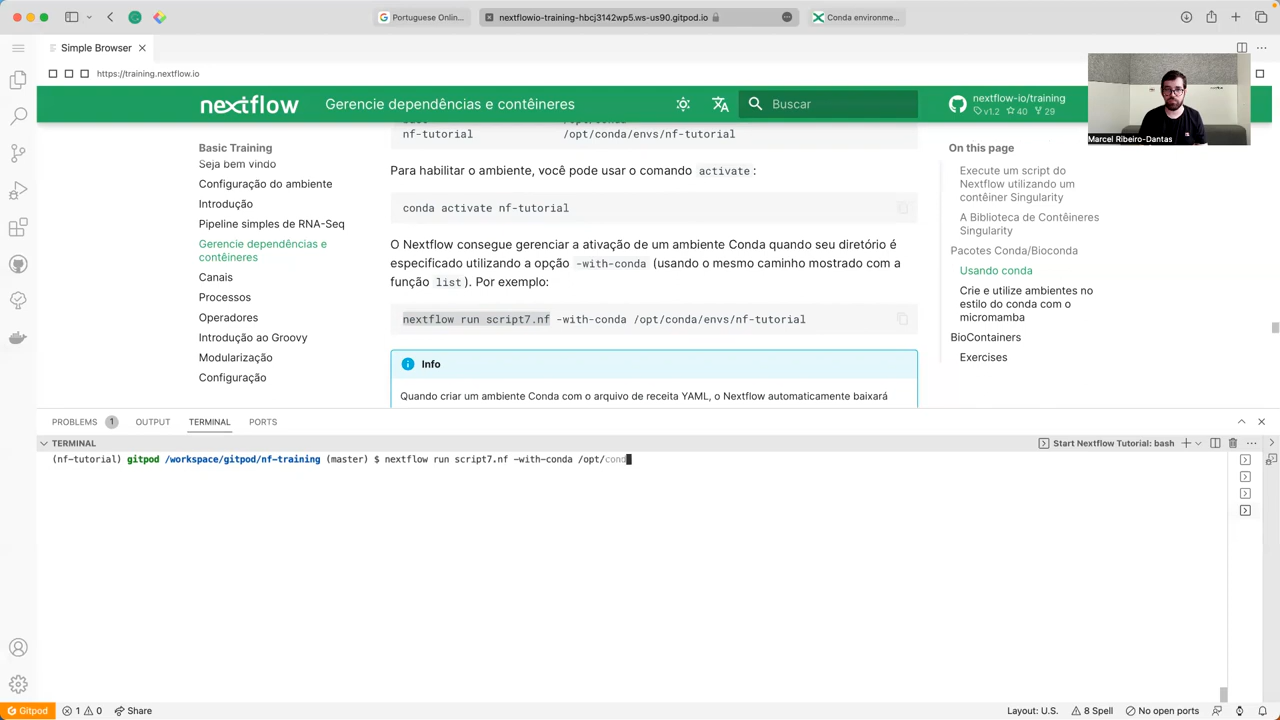 Portuguese Onlin...
nextflowio-training-hbcj3142wp5.ws-us90.gitpod.io
Conda environme...
Simple Browser
https://training.nextflow.io
nextflow
Gerencie dependências e contêineres
Buscar
nextflow-io/training
v1.2 40 29
Marcel Ribeiro-Dantas
Basic Training
Seja bem vindo
Configuração do ambiente
Introdução
Pipeline simples de RNA-Seq
Gerencie dependências e
contêineres
Canais
Processos
Operadores
Introdução ao Groovy
Modularização
Configuração
nf-tutorial /opt/conda/envs/nf-tutorial
Para habilitar o ambiente, você pode usar o comando activate:
conda activate nf-tutorial
O Nextflow consegue gerenciar a ativação de um ambiente Conda quando seu diretório é
especificado utilizando a opção -with-conda (usando o mesmo caminho mostrado com a
função list). Por exemplo:
nextflow run script7.nf -with-conda /opt/conda/envs/nf-tutorial
Info
Quando criar um ambiente Conda com o arquivo de receita YAML, o Nextflow automaticamente baixará
On this page
Execute um script do
Nextflow utilizando um
contêiner Singularity
A Biblioteca de Contêineres
Singularity
Pacotes Conda/Bioconda
Usando conda
Crie e utilize ambientes no
estilo do conda com o
micromamba
BioContainers
Exercises
PROBLEMS 1 OUTPUT TERMINAL PORTS
TERMINAL
Start Nextflow Tutorial: bash
(nf-tutorial) gitpod /workspace/gitpod/nf-training (master) $ nextflow run script7.nf -with-conda /opt/cond
Gitpod
1 0
Share
Layout: U.S.
8 Spell
No open ports